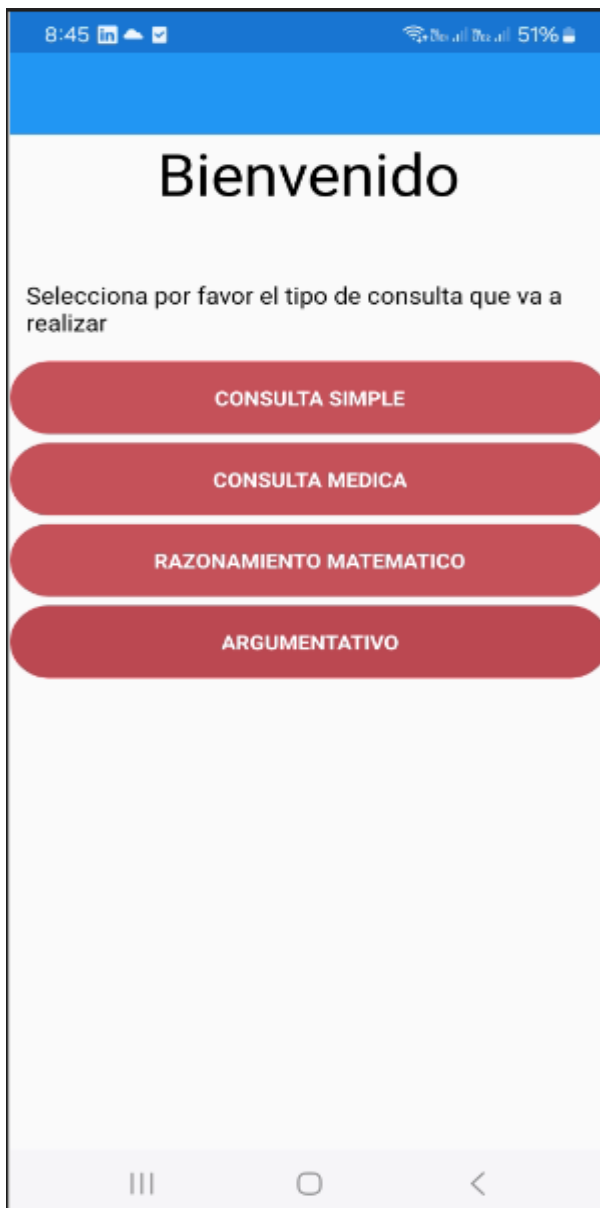 8:45 in 51%
Bienvenido
Selecciona por favor el tipo de consulta que va a
realizar
CONSULTA SIMPLE
CONSULTA MEDICA
RAZONAMIENTO MATEMATICO
ARGUMENTATIVO